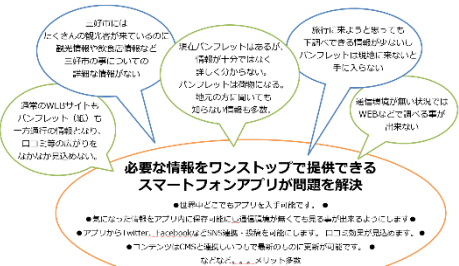 三好市には
たくさんの観光客が来ているのに
観光情報や飲食店情報など
三好市の事についての
詳細な情報がない
現在パンフレットはあるが、
情報が十分ではなく
詳しく分からない。
パンフレットは荷物になる。
地元の方に聞いても
知らない情報も多数。
旅行に来ようと思っても
下調べできる情報が少ないし
パンフレットは現地に来ないと
手に入らない
通常のWEBサイトも
パンフレット（紙）も
一方通行の情報となり、
口コミ等の広がりを
なかなか見込めない。
通信環境が無い状況では
WEBなどで調べる事が
出来ない
必要な情報をワンストップで提供できる
スマートフォンアプリが問題を解決
●世界中どこでもアプリを入手可能です。●
●気になった情報をアプリ内に保存可能にし通信環境が無くても見る事が出来るようにします●
●アプリからTwitter、FacebookなどSNS連携・投稿を可能にします。口コミ効果が見込めます。●
●コンテンツはCMSと連携しいつでも最新のものに更新が可能です。●
などなど。。。メリット多数